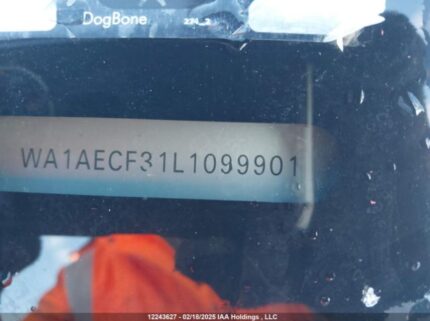 DogBone
WA1AECF31L1099901
12243627 - 02/18/2025 IAA Holdings , LLC